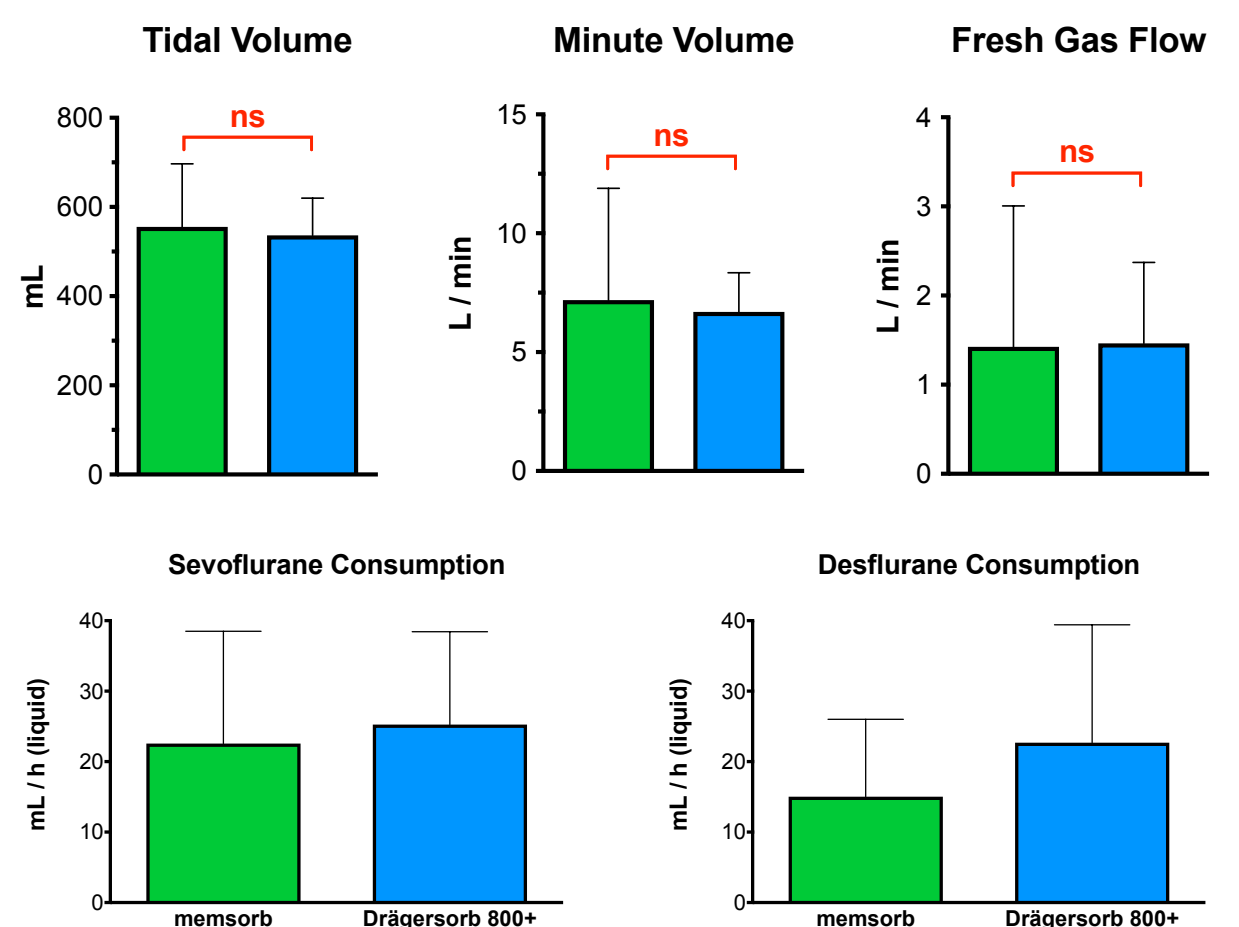 Tidal Volume
mL
800
600
400
200
0
ns
Minute Volume
L / min
15
10
5
0
ns
Fresh Gas Flow
L / min
4
3
2
1
0
ns
Sevoflurane Consumption
mL / h (liquid)
40
30
20
10
0
memsorb
Drägersorb 800+
Desflurane Consumption
mL / h (liquid)
40
30
20
10
0
memsorb
Drägersorb 800+